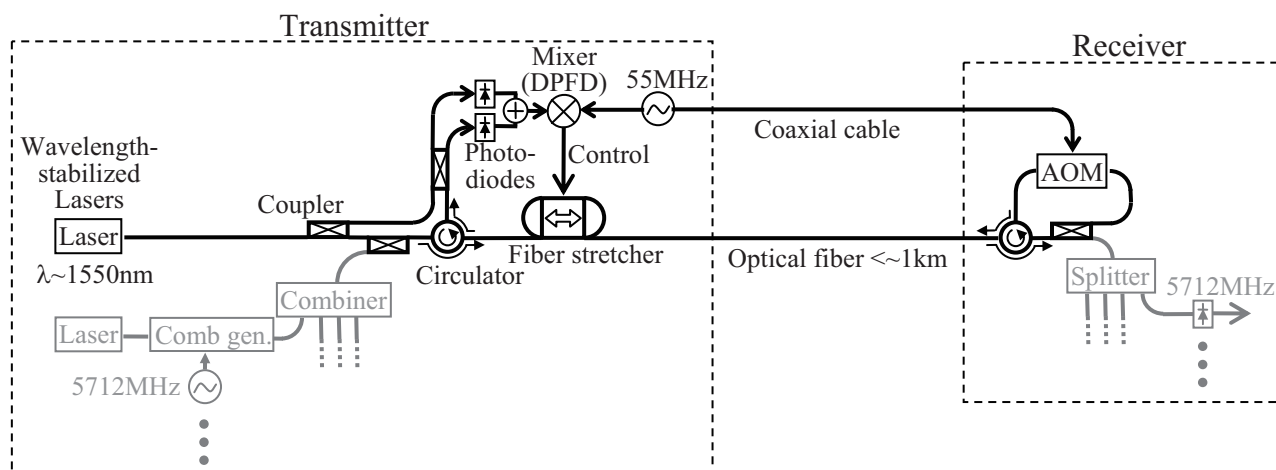 Transmitter
Receiver
Mixer
(DPFD)
55MHz
Coaxial cable
Wavelength-
stabilized
Lasers
Photo-
diodes
Control
AOM
Coupler
Laser
λ~1550nm
Circulator
Fiber stretcher
Optical fiber <~1km
Combiner
Splitter
5712MHz
Laser
Comb gen.
5712MHz